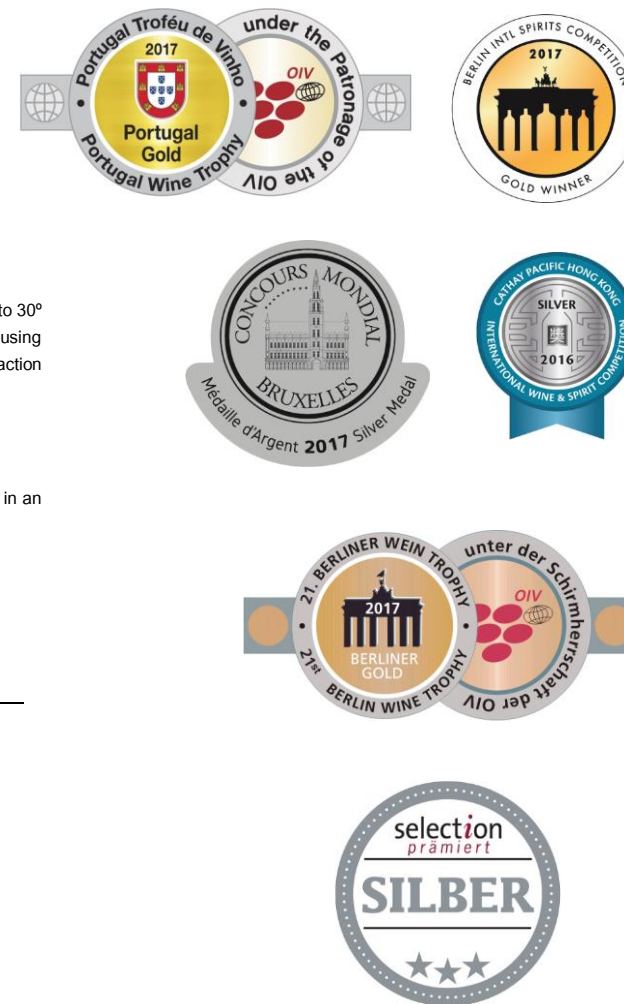 Portugal Troféu de Vinho
2017
Portugal
Gold
Portugal Wine Trophy
under the Patronage of the OIV
OIV
BERLIN INTL SPIRITS COMPETITION
2017
GOLD WINNER
to 30º
using
action
CONCOURS MONDIAL
BRUXELLES
Médaille d'Argent 2017 Silver Medal
CATHAY PACIFIC HONG KONG
SILVER
2016
INTERNATIONAL WINE & SPIRIT COMPETITION
in an
21. BERLINER WEIN TROPHY
2017
BERLINER
GOLD
21st BERLIN WINE TROPHY
unter der Schirmherrschaft der OIV
OIV
selection
prämiert
SILBER